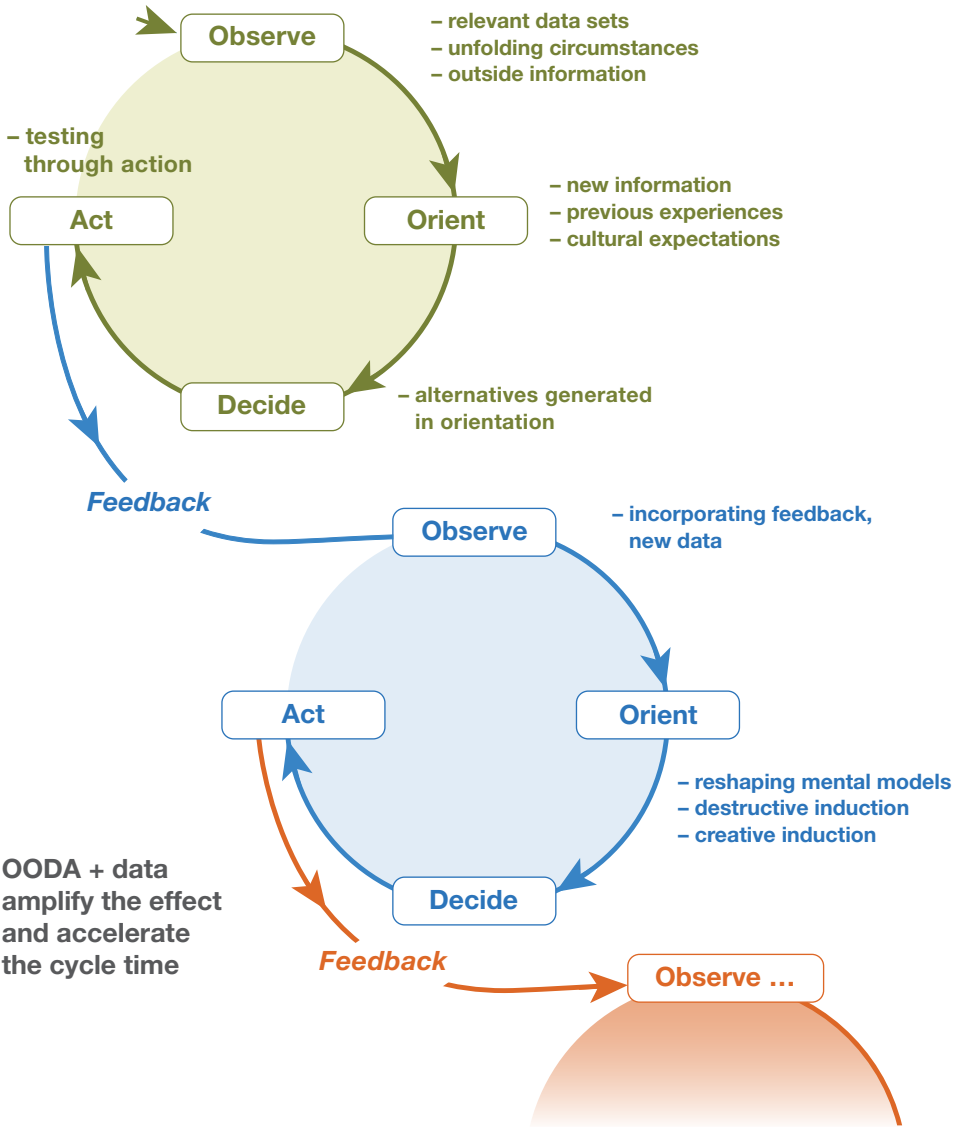 Observe
– relevant data sets
– unfolding circumstances
– outside information
– testing
through action
Act
Orient
– new information
– previous experiences
– cultural expectations
Decide
– alternatives generated
in orientation
Feedback
Observe
– incorporating feedback,
new data
Act
Orient
– reshaping mental models
– destructive induction
– creative induction
Decide
OODA + data
amplify the effect
and accelerate
the cycle time
Feedback
Observe ...